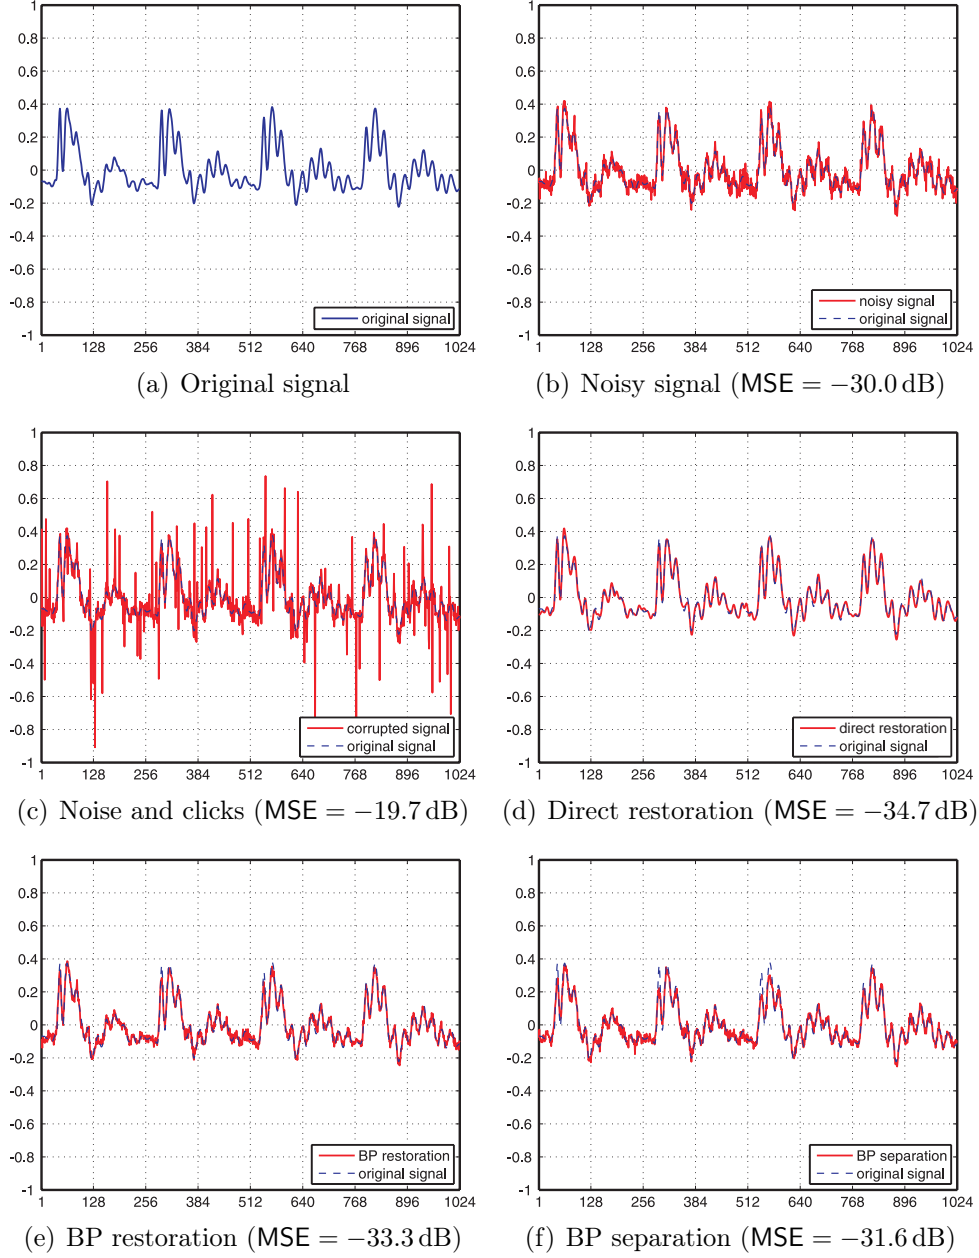 1
0.8
0.6
0.4
0.2
0
-0.2
-0.4
-0.6
-0.8
-1
original signal
1 128 256 384 512 640 768 896 1024
(a) Original signal
1
0.8
0.6
0.4
0.2
0
-0.2
-0.4
-0.6
-0.8
-1
noisy signal
original signal
1 128 256 384 512 640 768 896 1024
(b) Noisy signal (MSE = −30.0 dB)
1
0.8
0.6
0.4
0.2
0
-0.2
-0.4
-0.6
-0.8
-1
corrupted signal
original signal
1 128 256 384 512 640 768 896 1024
(c) Noise and clicks (MSE = −19.7 dB)
1
0.8
0.6
0.4
0.2
0
-0.2
-0.4
-0.6
-0.8
-1
direct restoration
original signal
1 128 256 384 512 640 768 896 1024
(d) Direct restoration (MSE = −34.7 dB)
1
0.8
0.6
0.4
0.2
0
-0.2
-0.4
-0.6
-0.8
-1
BP restoration
original signal
1 128 256 384 512 640 768 896 1024
(e) BP restoration (MSE = −33.3 dB)
1
0.8
0.6
0.4
0.2
0
-0.2
-0.4
-0.6
-0.8
-1
BP separation
original signal
1 128 256 384 512 640 768 896 1024
(f) BP separation (MSE = −31.6 dB)